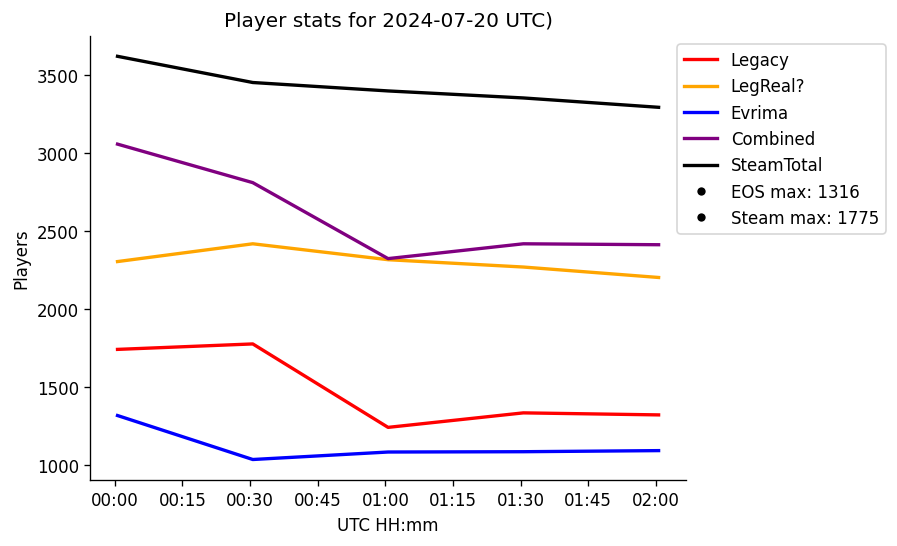 Player stats for 2024-07-20 UTC)
Players
3500
3000
2500
2000
1500
1000
00:00 00:15 00:30 00:45 01:00 01:15 01:30 01:45 02:00
UTC HH:mm
Legacy
LegReal?
Evrima
Combined
SteamTotal
EOS max: 1316
Steam max: 1775